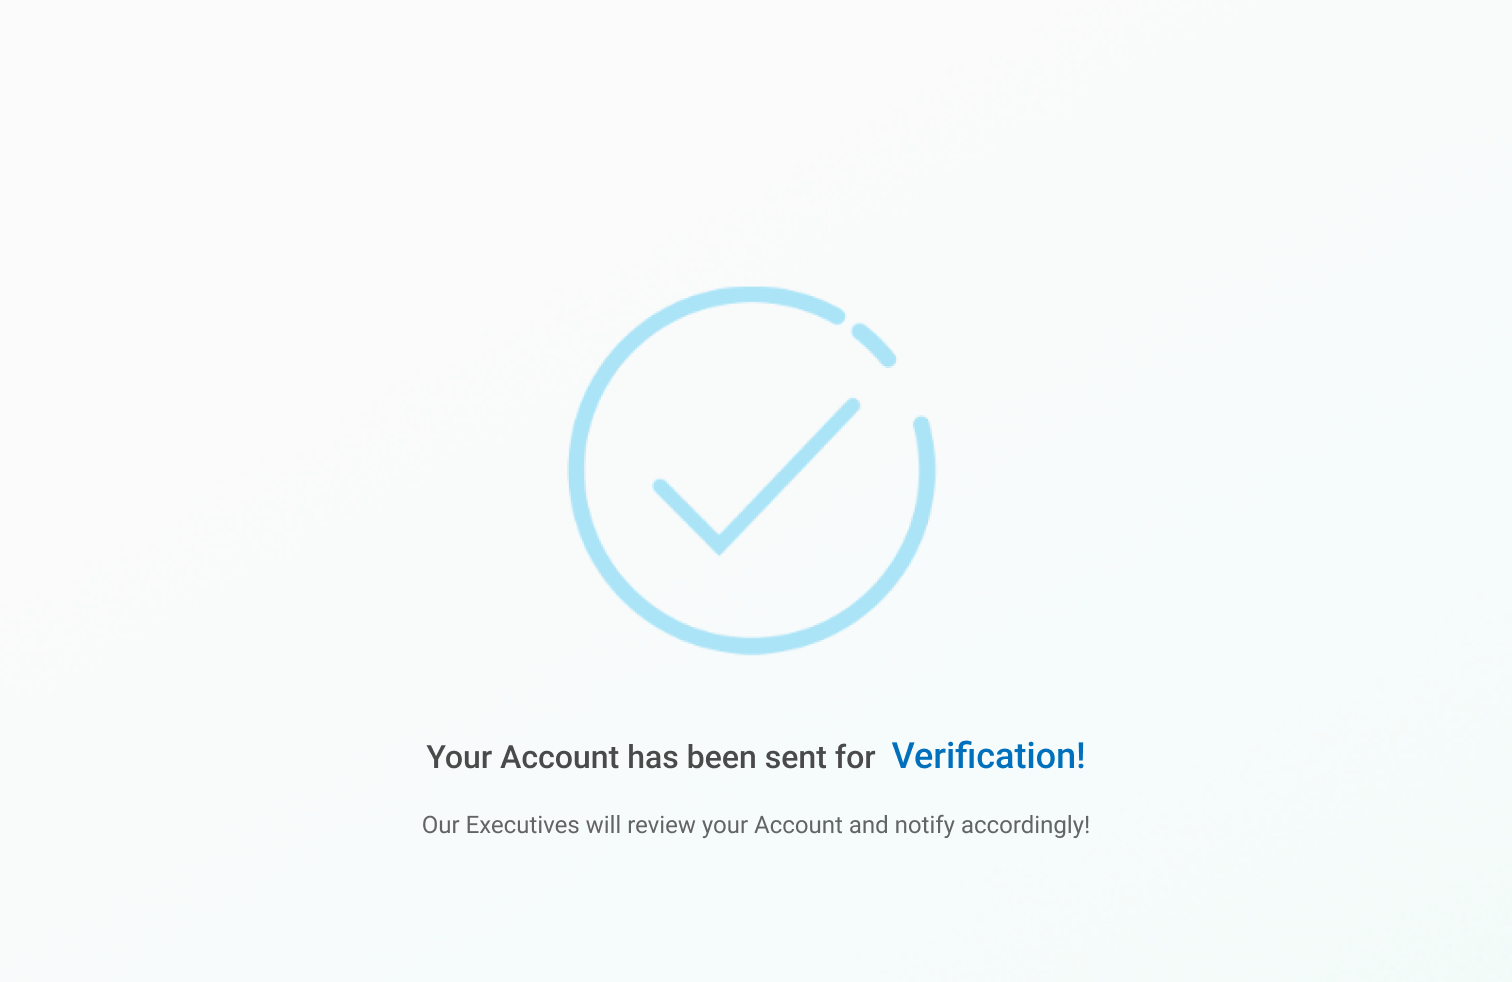 Your Account has been sent for Verification!
Our Executives will review your Account and notify accordingly!